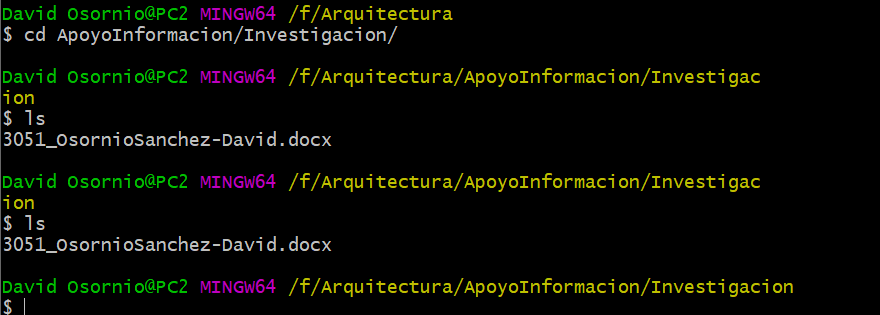 David Osornio@PC2 MINGW64 /f/Arquitectura
$ cd ApoyoInformacion/Investigacion/
David Osornio@PC2 MINGW64 /f/Arquitectura/ApoyoInformacion/Investigac
ion
$ ls
3051_OsornioSanchez-David.docx
David Osornio@PC2 MINGW64 /f/Arquitectura/ApoyoInformacion/Investigac
ion
$ ls
3051_OsornioSanchez-David.docx
David Osornio@PC2 MINGW64 /f/Arquitectura/ApoyoInformacion/Investigacion
$